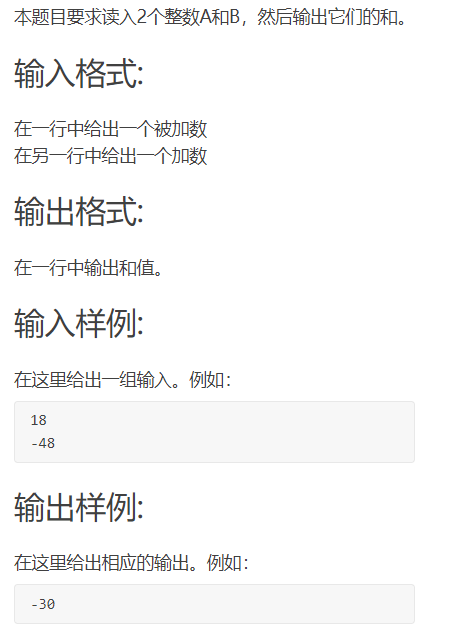 本题目要求读入2个整数A和B，然后输出它们的和。
输入格式:
在一行中给出一个被加数
在另一行中给出一个加数
输出格式:
在一行中输出和值。
输入样例:
在这里给出一组输入。例如：
18
-48
输出样例:
在这里给出相应的输出。例如：
-30